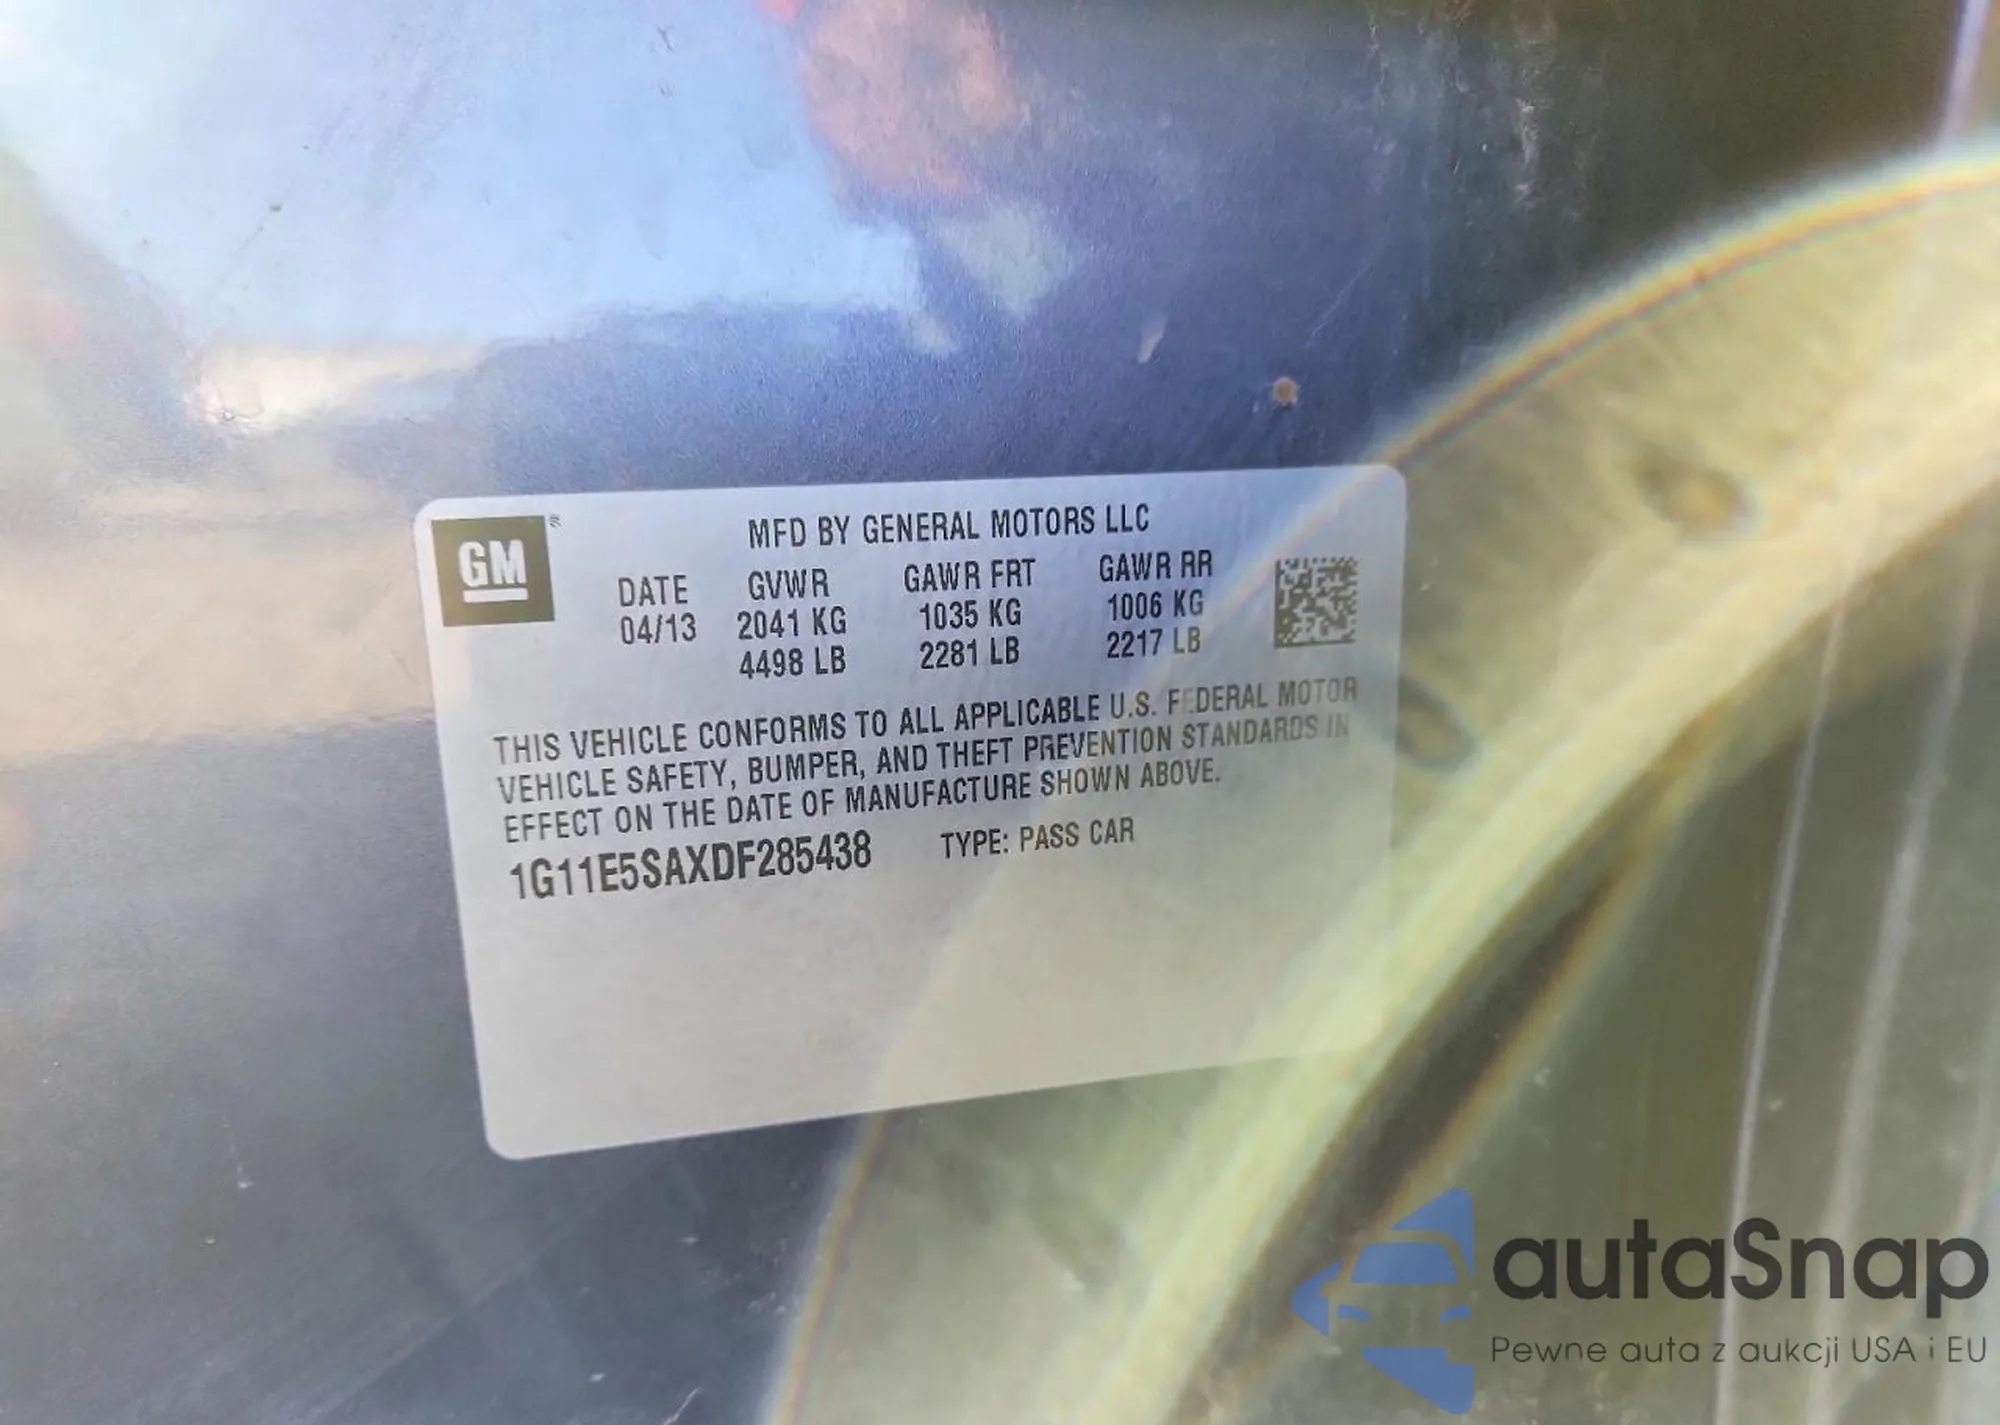 GM
MFD BY GENERAL MOTORS LLC
DATE GVWR GAWR FRT GAWR RR
04/13 2041 KG 1035 KG 1006 KG
4498 LB 2281 LB 2217 LB
THIS VEHICLE CONFORMS TO ALL APPLICABLE U.S. FEDERAL MOTOR
VEHICLE SAFETY, BUMPER, AND THEFT PREVENTION STANDARDS IN
EFFECT ON THE DATE OF MANUFACTURE SHOWN ABOVE.
1G11E5SAXDF285438 TYPE: PASS CAR
autaSnap
Pewne auta z aukcji USA i EU